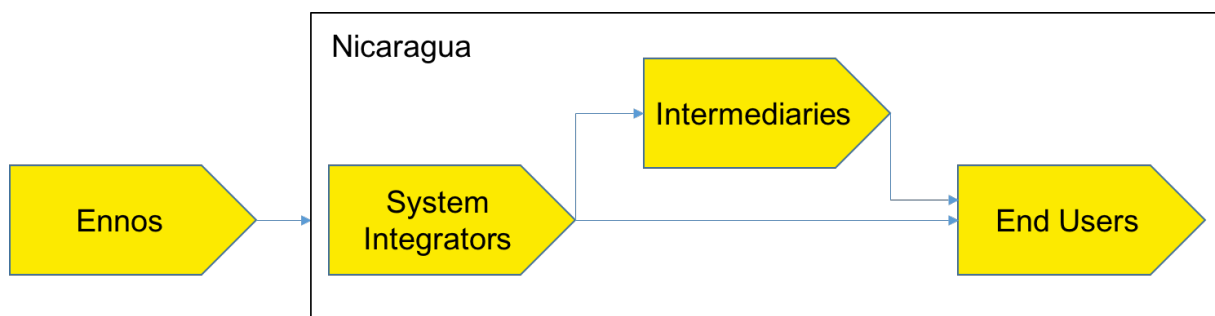 Nicaragua
Intermediaries
Ennos
System
Integrators
End Users